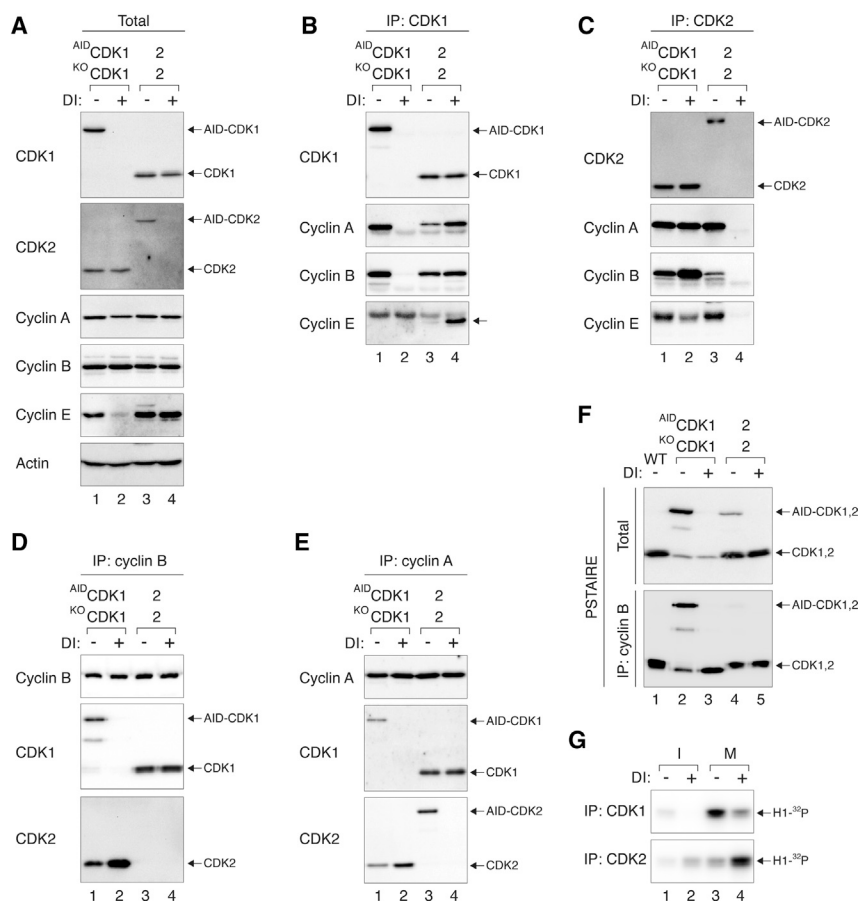 A
Total
AIDCDK1 2
KOCDK1 2
DI: - + - +
CDK1
AID-CDK1
CDK1
CDK2
AID-CDK2
CDK2
Cyclin A
Cyclin B
Cyclin E
Actin
1 2 3 4
B
IP: CDK1
AIDCDK1 2
KOCDK1 2
DI: - + - +
CDK1
AID-CDK1
CDK1
Cyclin A
Cyclin B
Cyclin E
1 2 3 4
C
IP: CDK2
AIDCDK1 2
KOCDK1 2
DI: - + - +
CDK2
AID-CDK2
CDK2
Cyclin A
Cyclin B
Cyclin E
1 2 3 4
D
IP: cyclin B
AIDCDK1 2
KOCDK1 2
DI: - + - +
Cyclin B
CDK1
AID-CDK1
CDK1
CDK2
CDK2
1 2 3 4
E
IP: cyclin A
AIDCDK1 2
KOCDK1 2
DI: - + - +
Cyclin A
CDK1
AID-CDK1
CDK1
CDK2
AID-CDK2
CDK2
1 2 3 4
F
AIDCDK1 2
KOCDK1 2
WT
DI: - - + - +
PSTAIRE
Total
AID-CDK1,2
CDK1,2
IP: cyclin B
AID-CDK1,2
CDK1,2
1 2 3 4 5
G
I M
DI: - + - +
IP: CDK1
H1-32P
IP: CDK2
H1-32P
1 2 3 4